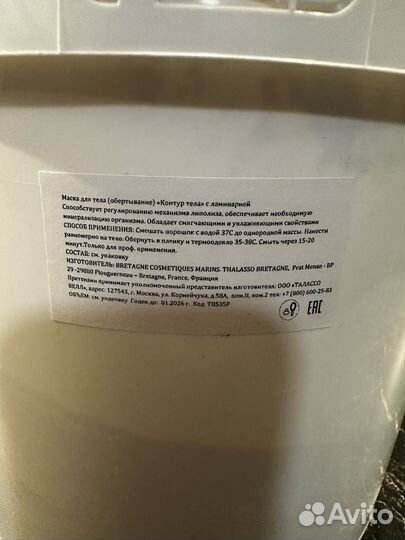 Маска для тела (обертывание) «Контур тела» с ламинарией
Способствует регулированию механизма липолиза, обеспечивает необходимую
минерализацию организма. Обладает смягчающими и увлажняющими свойствами
СПОСОБ ПРИМЕНЕНИЯ: Смешать порошок с водой 37С до однородной массы. Нанести
равномерно на тело. Обернуть в пленку и термоодеяло 35-38С. Смыть через 15-20
минут.Только для проф. применения.
СОСТАВ: см. упаковку
ИЗГОТОВИТЕЛЬ: BRETAGNE COSMETIQUES MARINS. THALASSO BRETAGNE, Prat Menan - BP
29 -29880 Plouguerneau – Bretagne, France, Франция
Претензии принимает уполномоченный представитель изготовителя: ООО «ТАЛАССО
ВЕЛЛ», адрес: 127543, г. Москва, ул. Корнейчука, д.58А, пом.II, ком.2 тел: +7 (800) 600-25-83
ОБЪЕМ: см. упаковку Годен до: 01.2026 г. Код TB535P
EAC
Avito